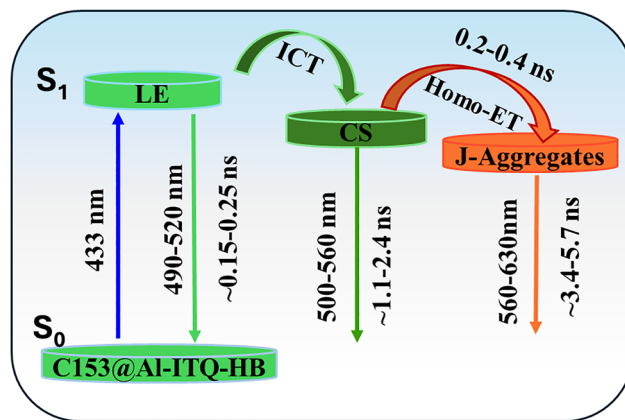 S1
LE
ICT
0.2-0.4 ns
Homo-ET
CS
J-Aggregates
433 nm
490-520 nm
~0.15-0.25 ns
500-560 nm
~1.1-2.4 ns
560-630nm
~3.4-5.7 ns
S0
C153@Al-ITQ-HB